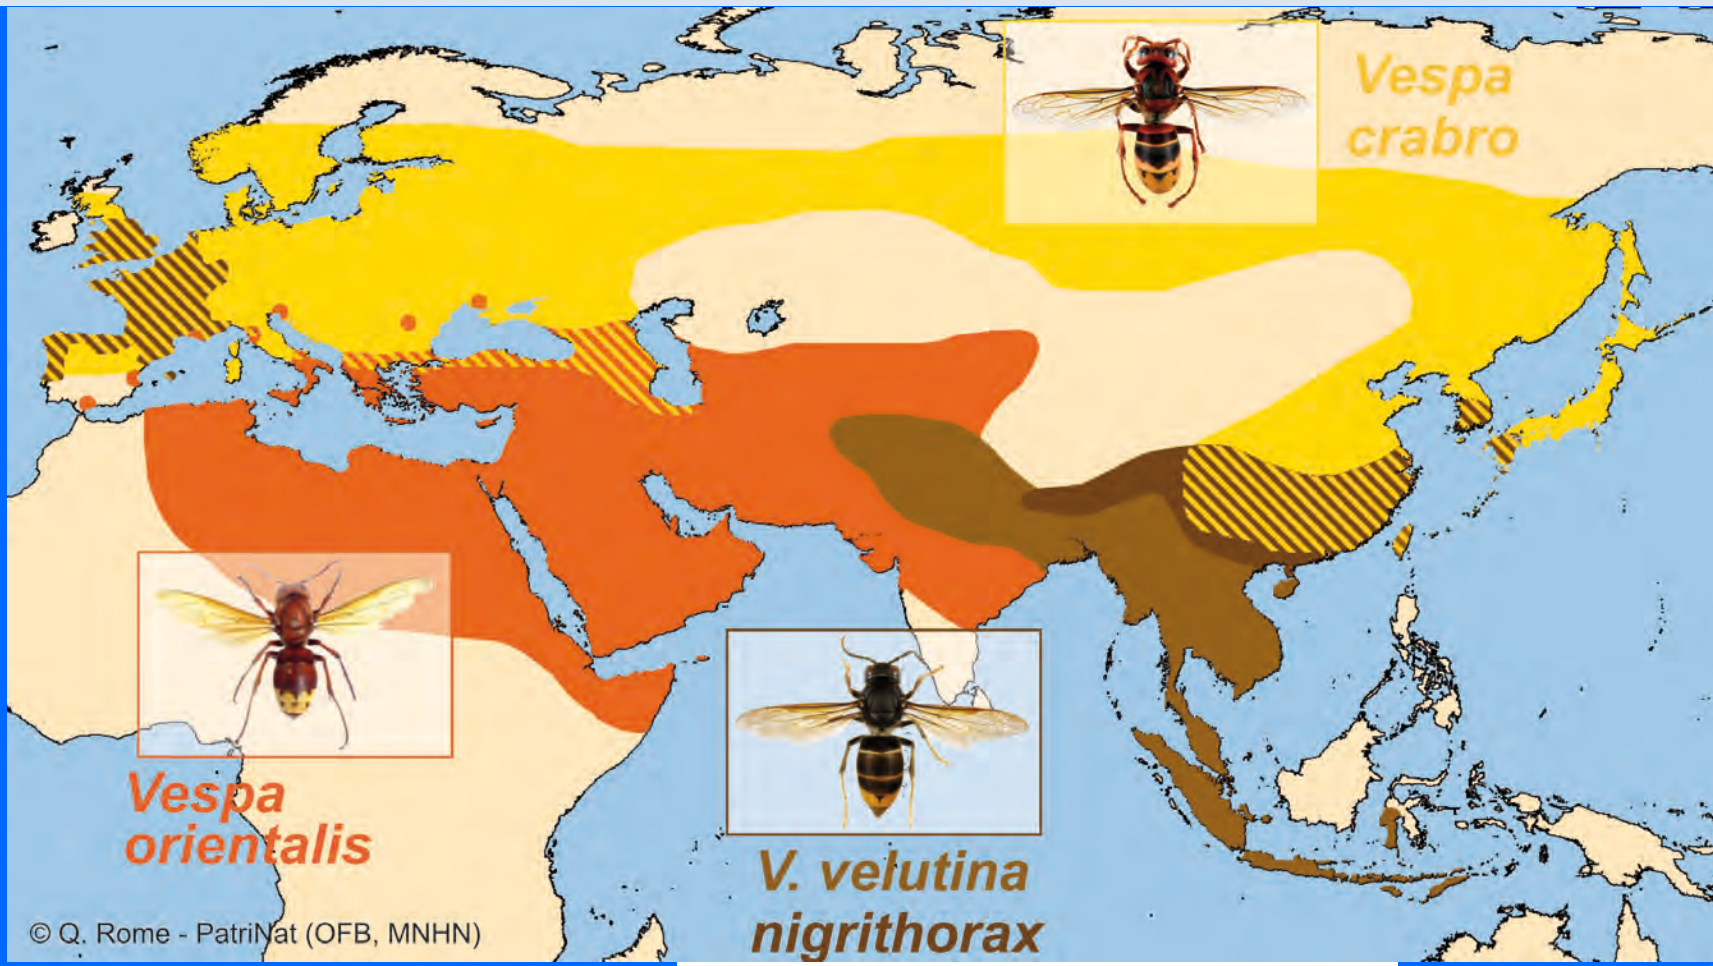 Vespa
crabro
Vespa
orientalis
V. velutina
nigrithorax
© Q. Rome - PatriNat (OFB, MNHN)